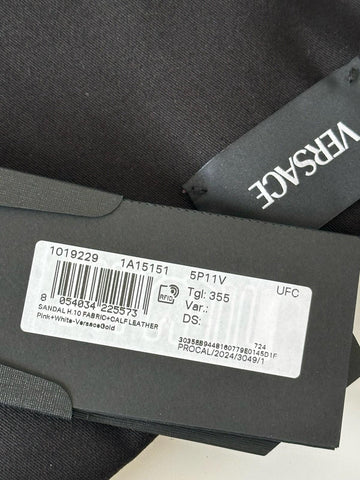 VERSACE
1019229 1A15151 5P11V UFC
RFID
Tgl: 355
Var.:
DS:
8 054034 225573
SANDAL H.10 FABRIC+CALF LEATHER
Pink+White-VersaceGold
724
30358B9448160779E0145D1F
PROCAL/2024/3049/1